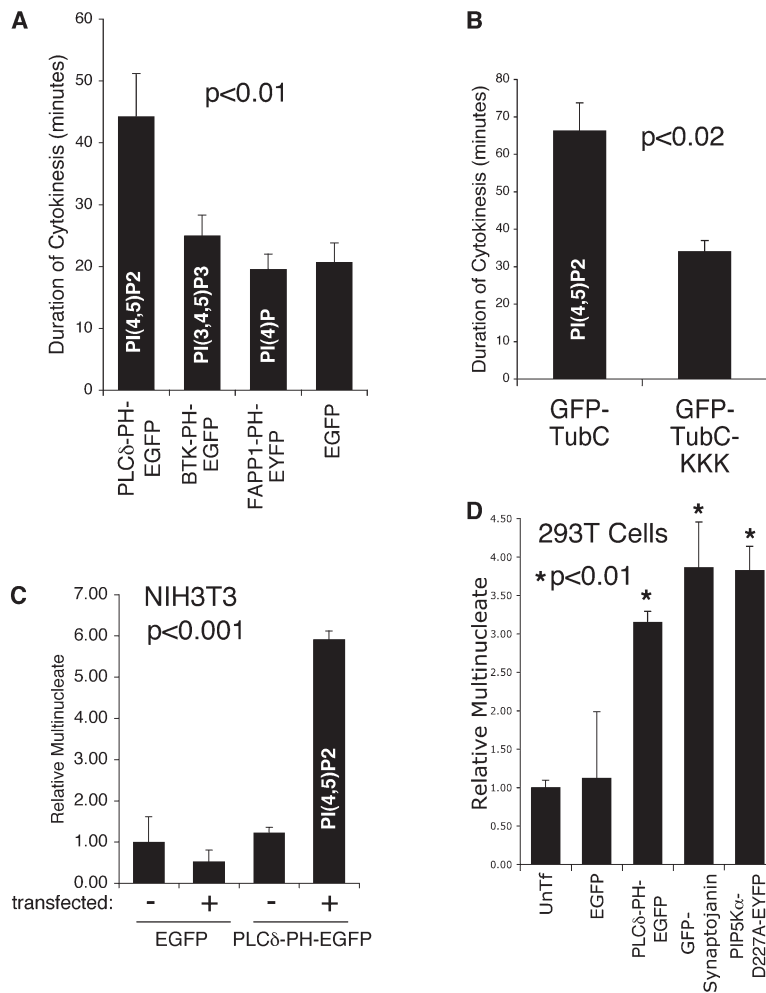 A
Duration of Cytokinesis (minutes)
60
50
40
30
20
10
0
p<0.01
PI(4,5)P2
PI(3,4,5)P3
PI(4)P
PLCδ-PH-
EGFP
BTK-PH-
EGFP
FAPP1-PH-
EYFP
EGFP
B
Duration of Cytokinesis (minutes)
80
70
60
50
40
30
20
10
0
p<0.02
PI(4,5)P2
GFP-
TubC
GFP-
TubC-
KKK
C
Relative Multinucleate
7.00
6.00
5.00
4.00
3.00
2.00
1.00
0.00
NIH3T3
p<0.001
PI(4,5)P2
transfected: - + - +
EGFP PLCδ-PH-EGFP
D
Relative Multinucleate
4.50
4.00
3.50
3.00
2.50
2.00
1.50
1.00
0.50
0.00
293T Cells
*p<0.01
*
*
*
UnTf
EGFP
PLCδ-PH-
EGFP
GFP-
Synaptojanin
PIP5Kα-
D227A-EYFP